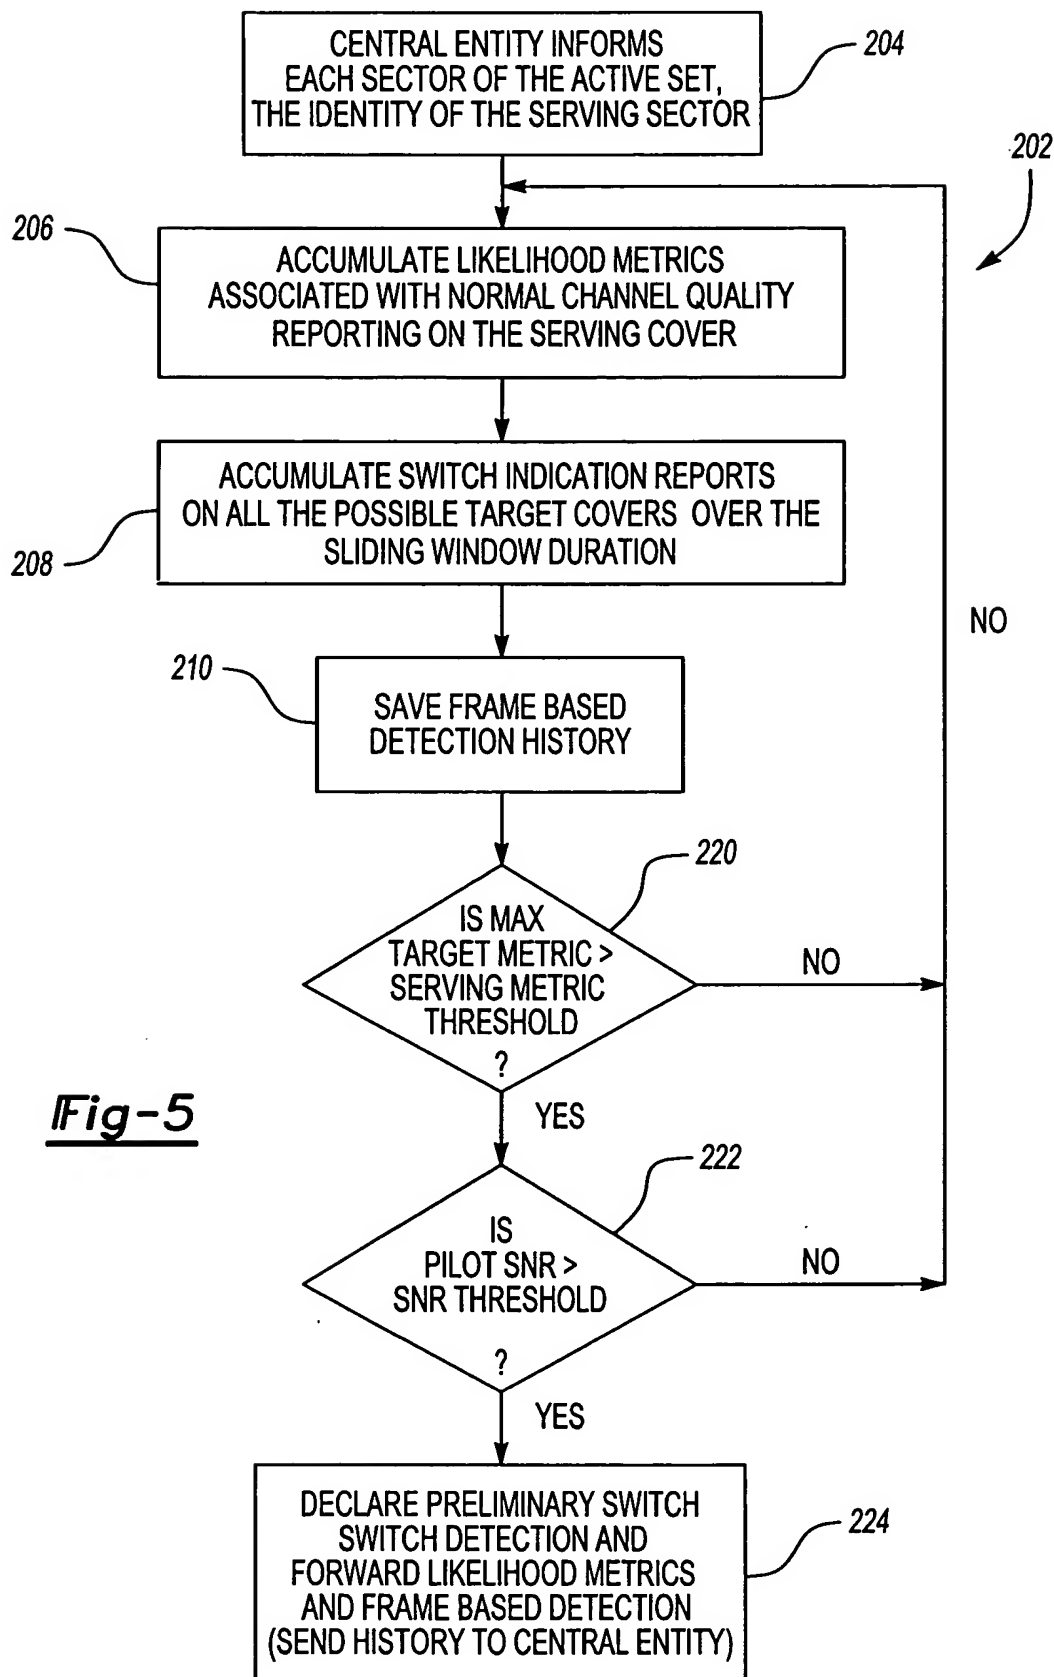 CENTRAL ENTITY INFORMS
EACH SECTOR OF THE ACTIVE SET,
THE IDENTITY OF THE SERVING SECTOR
204
202
206
ACCUMULATE LIKELIHOOD METRICS
ASSOCIATED WITH NORMAL CHANNEL QUALITY
REPORTING ON THE SERVING COVER
208
ACCUMULATE SWITCH INDICATION REPORTS
ON ALL THE POSSIBLE TARGET COVERS OVER THE
SLIDING WINDOW DURATION
NO
210
SAVE FRAME BASED
DETECTION HISTORY
220
IS MAX
TARGET METRIC >
SERVING METRIC
THRESHOLD
?
NO
YES
Fig-5
222
IS
PILOT SNR >
SNR THRESHOLD
?
NO
YES
DECLARE PRELIMINARY SWITCH
SWITCH DETECTION AND
FORWARD LIKELIHOOD METRICS
AND FRAME BASED DETECTION
(SEND HISTORY TO CENTRAL ENTITY)
224